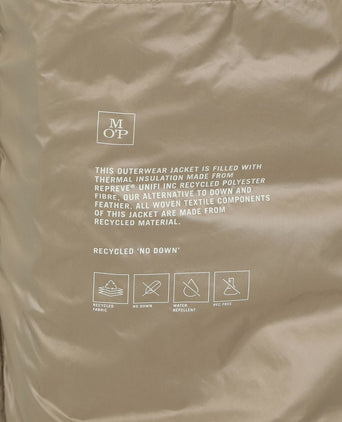 M
O'P
THIS OUTERWEAR JACKET IS FILLED WITH
THERMAL INSULATION MADE FROM
REPREVE® UNIFI INC RECYCLED POLYESTER
FIBRE, OUR ALTERNATIVE TO DOWN AND
FEATHER. ALL WOVEN TEXTILE COMPONENTS
OF THIS JACKET ARE MADE FROM
RECYCLED MATERIAL.
RECYCLED 'NO DOWN'
RECYCLED
FABRIC
NO DOWN
WATER
REPELLENT
PFC FREE